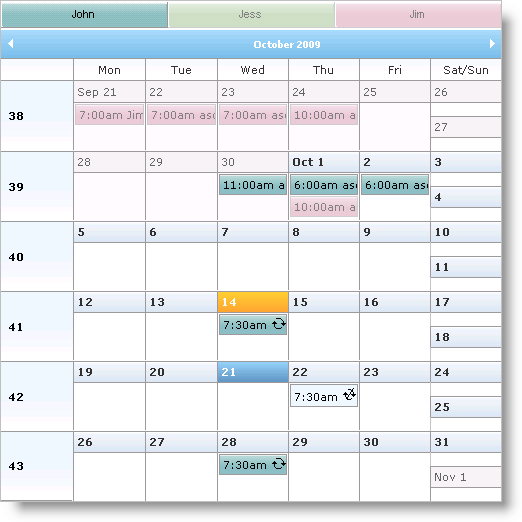 John Jess Jim
October 2009
Mon Tue Wed Thu Fri Sat/Sun
38 Sep 21 22 23 24 25 26
7:00am Jim 7:00am asd 7:00am asd 10:00am a
27
39 28 29 30 Oct 1 2 3
11:00am a 6:00am asd 6:00am asd
4
10:00am a
40 5 6 7 8 9 10
11
41 12 13 14 15 16 17
7:30am
18
42 19 20 21 22 23 24
7:30am
25
43 26 27 28 29 30 31
7:30am
Nov 1